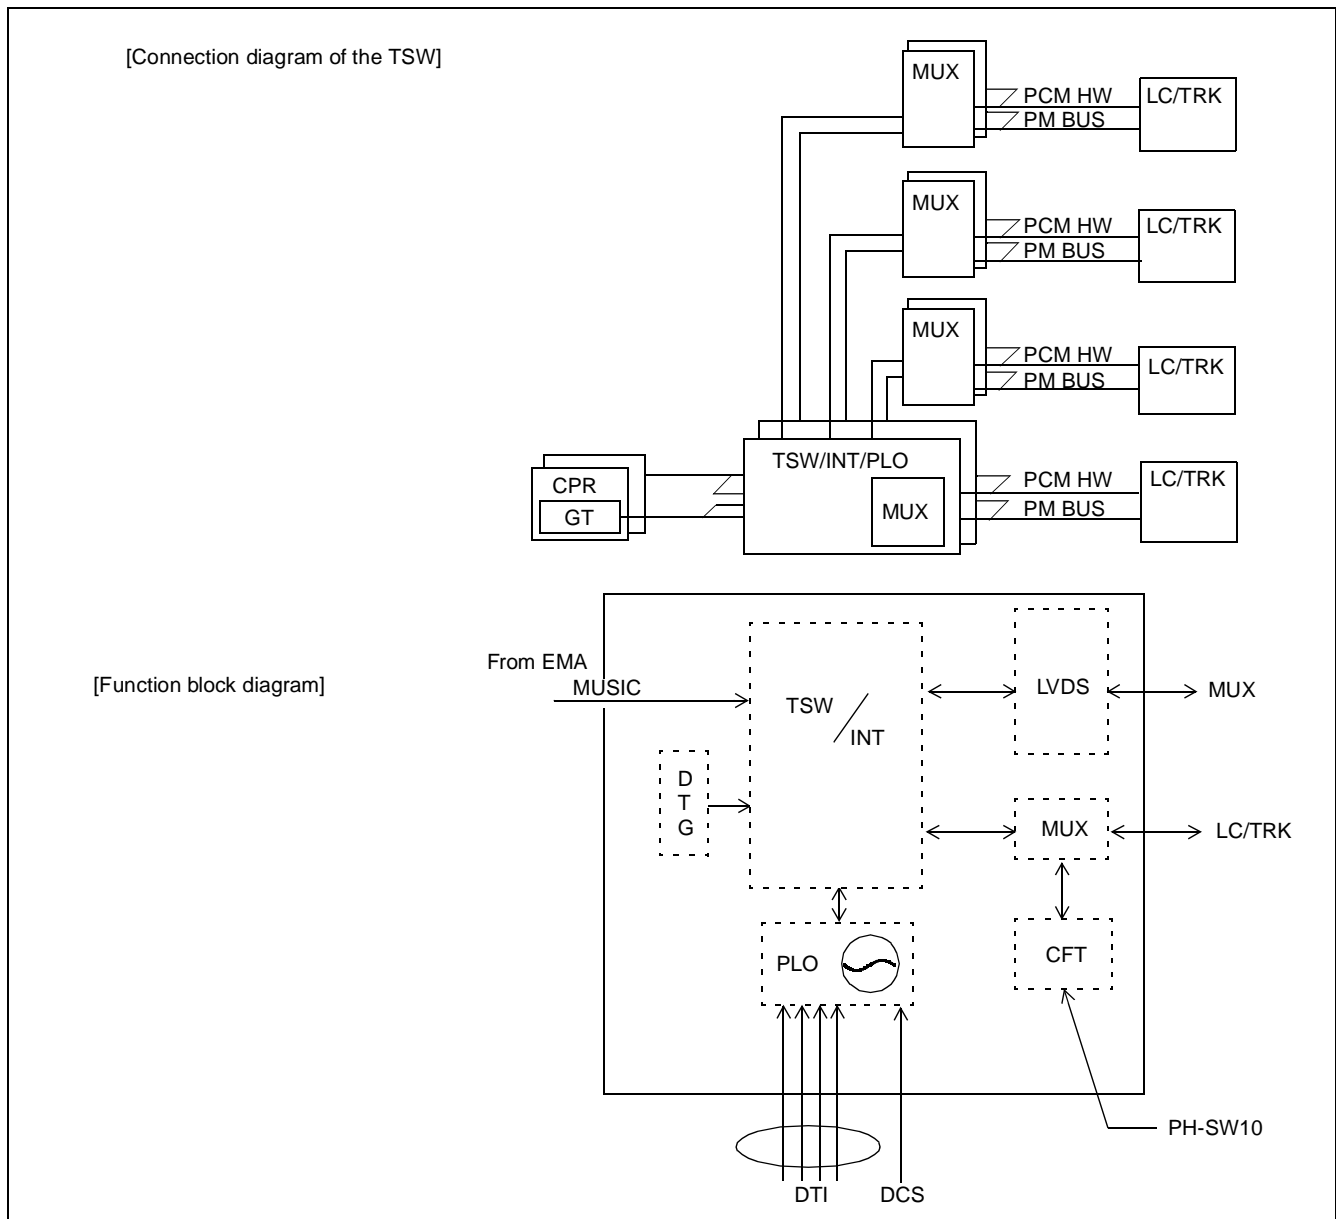 [Connection diagram of the TSW]
MUX
PCM HW
PM BUS
LC/TRK
MUX
PCM HW
PM BUS
LC/TRK
MUX
PCM HW
PM BUS
LC/TRK
CPR
GT
TSW/INT/PLO
MUX
PCM HW
PM BUS
LC/TRK
[Function block diagram]
From EMA
MUSIC
TSW
INT
LVDS
MUX
D
T
G
MUX
LC/TRK
PLO
CFT
PH-SW10
DTI
DCS